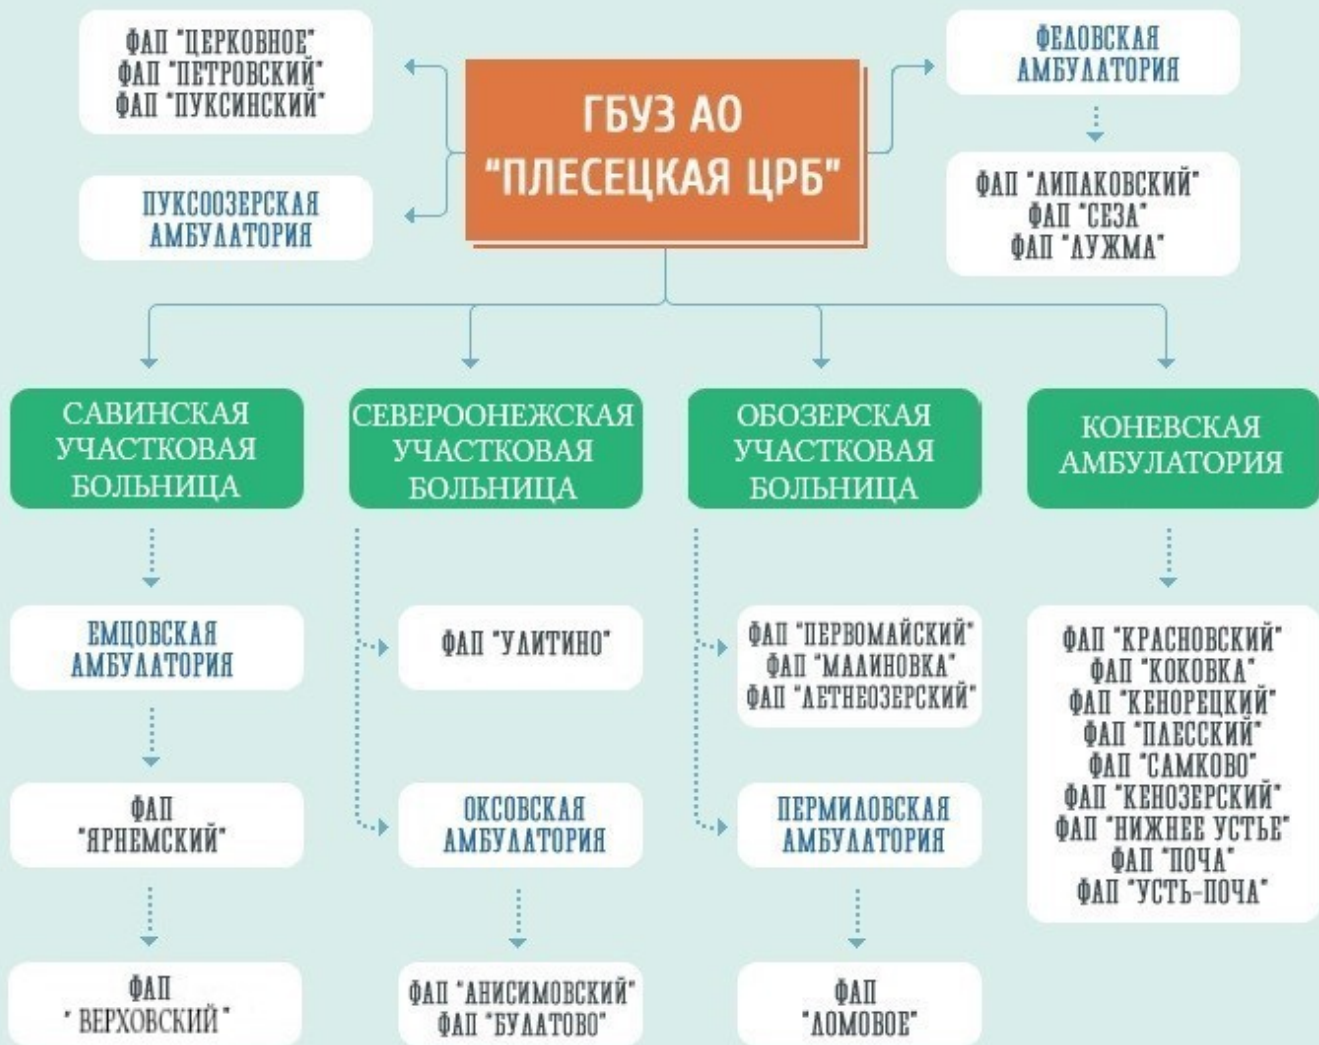 ФАП "ЦЕРКОВНОЕ"
ФАП "ПЕТРОВСКИЙ"
ФАП "ПУКСИНСКИЙ"
ПУКСООЗЕРСКАЯ
АМБУЛАТОРИЯ
ГБУЗ АО
"ПЛЕСЕЦКАЯ ЦРБ"
ФЕДОВСКАЯ
АМБУЛАТОРИЯ
ФАП "ЛИПАКОВСКИЙ"
ФАП "СЕЗА"
ФАП "ЛУЖМА"
САВИНСКАЯ
УЧАСТКОВАЯ
БОЛЬНИЦА
ЕМЦОВСКАЯ
АМБУЛАТОРИЯ
ФАП
"ЯРНЕМСКИЙ"
ФАП
"ВЕРХОВСКИЙ"
СЕВЕРООНЕЖСКАЯ
УЧАСТКОВАЯ
БОЛЬНИЦА
ФАП "УЛИТИНО"
ОКСОВСКАЯ
АМБУЛАТОРИЯ
ФАП "АНИСИМОВСКИЙ"
ФАП "БУЛАТОВО"
ОБОЗЕРСКАЯ
УЧАСТКОВАЯ
БОЛЬНИЦА
ФАП "ПЕРВОМАЙСКИЙ"
ФАП "МАЛИНОВКА"
ФАП "ЛЕТНЕОЗЕРСКИЙ"
ПЕРМИЛОВСКАЯ
АМБУЛАТОРИЯ
ФАП
"ЛОМОВОЕ"
КОНЕВСКАЯ
АМБУЛАТОРИЯ
ФАП "КРАСНОВСКИЙ"
ФАП "КОКОВКА"
ФАП "КЕНОРЕЦКИЙ"
ФАП "ПЛЕССКИЙ"
ФАП "САМКОВО"
ФАП "КЕНОЗЕРСКИЙ"
ФАП "НИЖНЕЕ УСТЬЕ"
ФАП "ПОЧА"
ФАП "УСТЬ-ПОЧА"